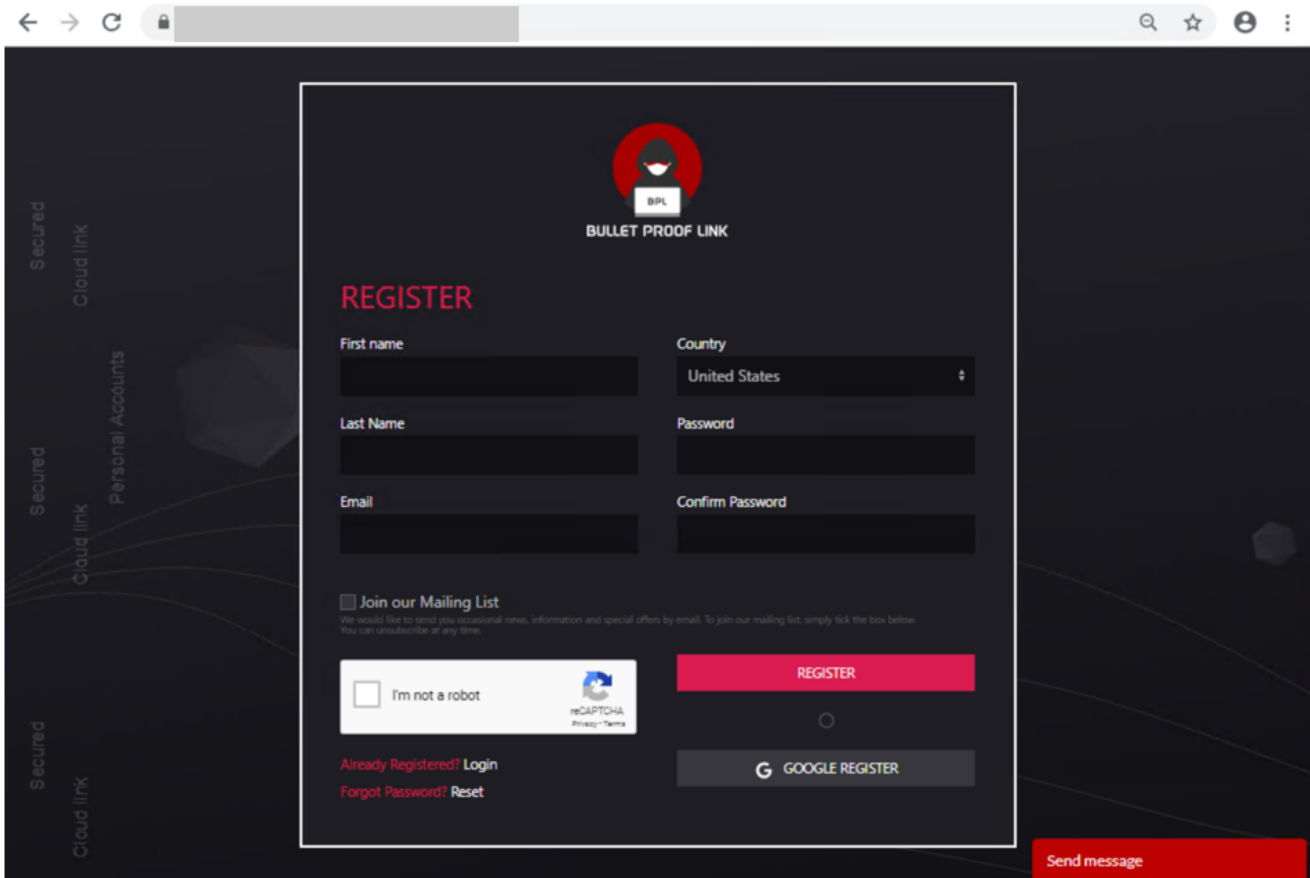 BPL
BULLET PROOF LINK
REGISTER
First name
Country
United States
Last Name
Password
Email
Confirm Password
Join our Mailing List
We would like to send you occasional news, information and special offers by email. To join our mailing list, simply tick the box below.
You can unsubscribe at any time.
I'm not a robot
reCAPTCHA
Privacy - Terms
REGISTER
Already Registered? Login
Forgot Password? Reset
G GOOGLE REGISTER
Send message
Secured
Cloud link
Personal Accounts
Secured
Cloud link
Secured
Cloud link